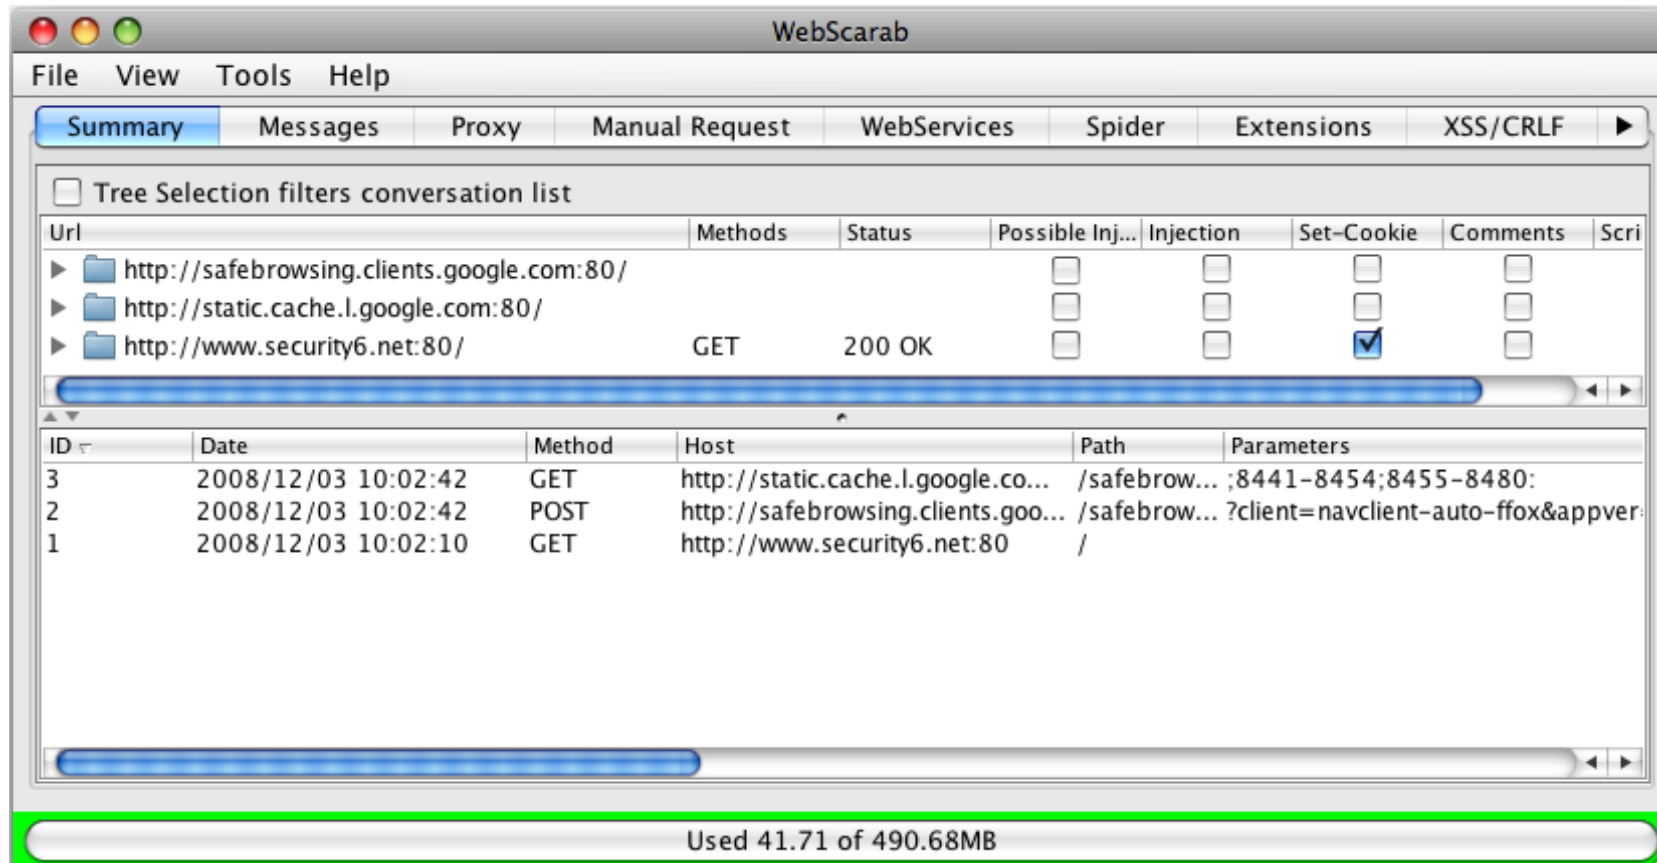 WebScarab
File View Tools Help
Summary Messages Proxy Manual Request WebServices Spider Extensions XSS/CRLF
Tree Selection filters conversation list
Url Methods Status Possible Inj... Injection Set-Cookie Comments Scri
http://safebrowsing.clients.google.com:80/
http://static.cache.l.google.com:80/
http://www.security6.net:80/ GET 200 OK
ID Date Method Host Path Parameters
3 2008/12/03 10:02:42 GET http://static.cache.l.google.co... /safebrow... ;8441-8454;8455-8480:
2 2008/12/03 10:02:42 POST http://safebrowsing.clients.goo... /safebrow... ?client=navclient-auto-ffox&appver
1 2008/12/03 10:02:10 GET http://www.security6.net:80 /
Used 41.71 of 490.68MB